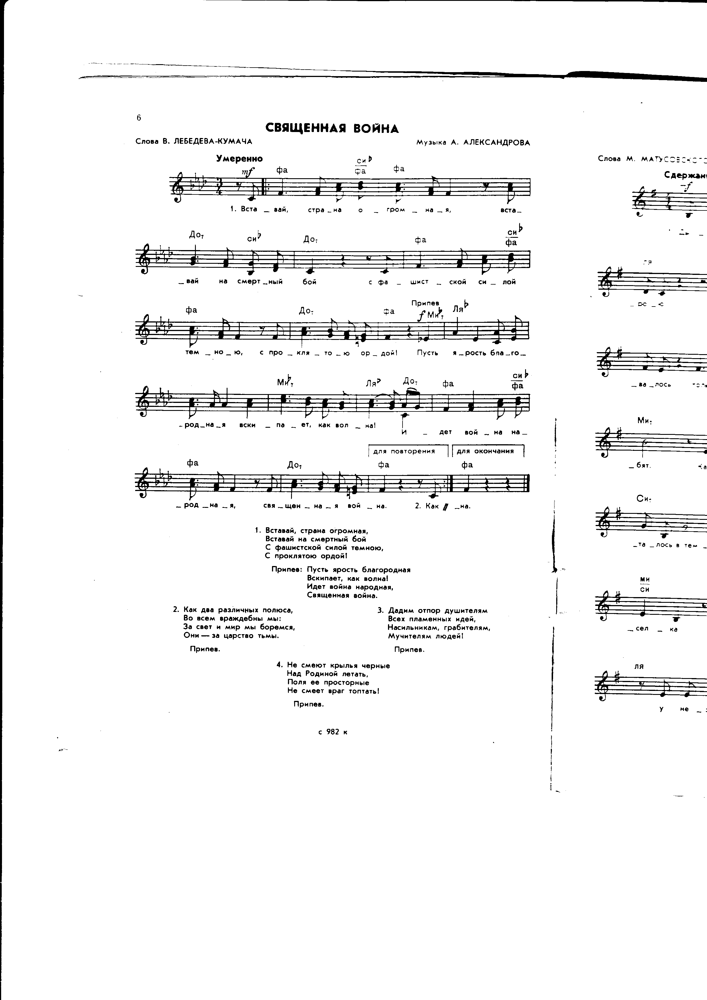 6
СВЯЩЕННАЯ ВОЙНА
Слова В. ЛЕБЕДЕВА-КУМАЧА
Музыка А. АЛЕКСАНДРОВА
Умеренно
mf фа си♭/фа фа
3/4
1. Вста _ вай, стра _ на о _ гром _ на _ я, вста _
До7 си♭ До7 фа си♭/фа
_ вай на смерт _ ный бой с фа _ шист _ ской си _ лой
Припев
фа До7 фа f Ми♭7 Ля♭
тем _ но _ ю, с про _ кля _ то _ ю ор _ дой! Пусть я _ рость бла _ го _
Ми♭7 Ля♭ До7 фа си♭/фа
_ род _ на _ я вски _ па _ ет, как вол _ на!
И _ дет вой _ на на _
для повторения для окончания
фа До7 фа фа
_ род _ на _ я, свя _ щен _ на _ я вой _ на. 2. Как // _ на.
1. Вставай, страна огромная,
Вставай на смертный бой
С фашистской силой темною,
С проклятою ордой!
Припев: Пусть ярость благородная
Вскипает, как волна!
Идет война народная,
Священная война.
2. Как два различных полюса,
Во всем враждебны мы:
За свет и мир мы боремся,
Они — за царство тьмы.
Припев.
3. Дадим отпор душителям
Всех пламенных идей,
Насильникам, грабителям,
Мучителям людей!
Припев.
4. Не смеют крылья черные
Над Родиной летать,
Поля ее просторные
Не смеет враг топтать!
Припев.
с 982 к
Слова М. МАТУСОВСКОГО
Сдержан
ля
_ ва _ лось
Ми7
_ бят.
Си7
_ та _ лось в тем _
ми
си
_ сел _ ка
ля
у не _